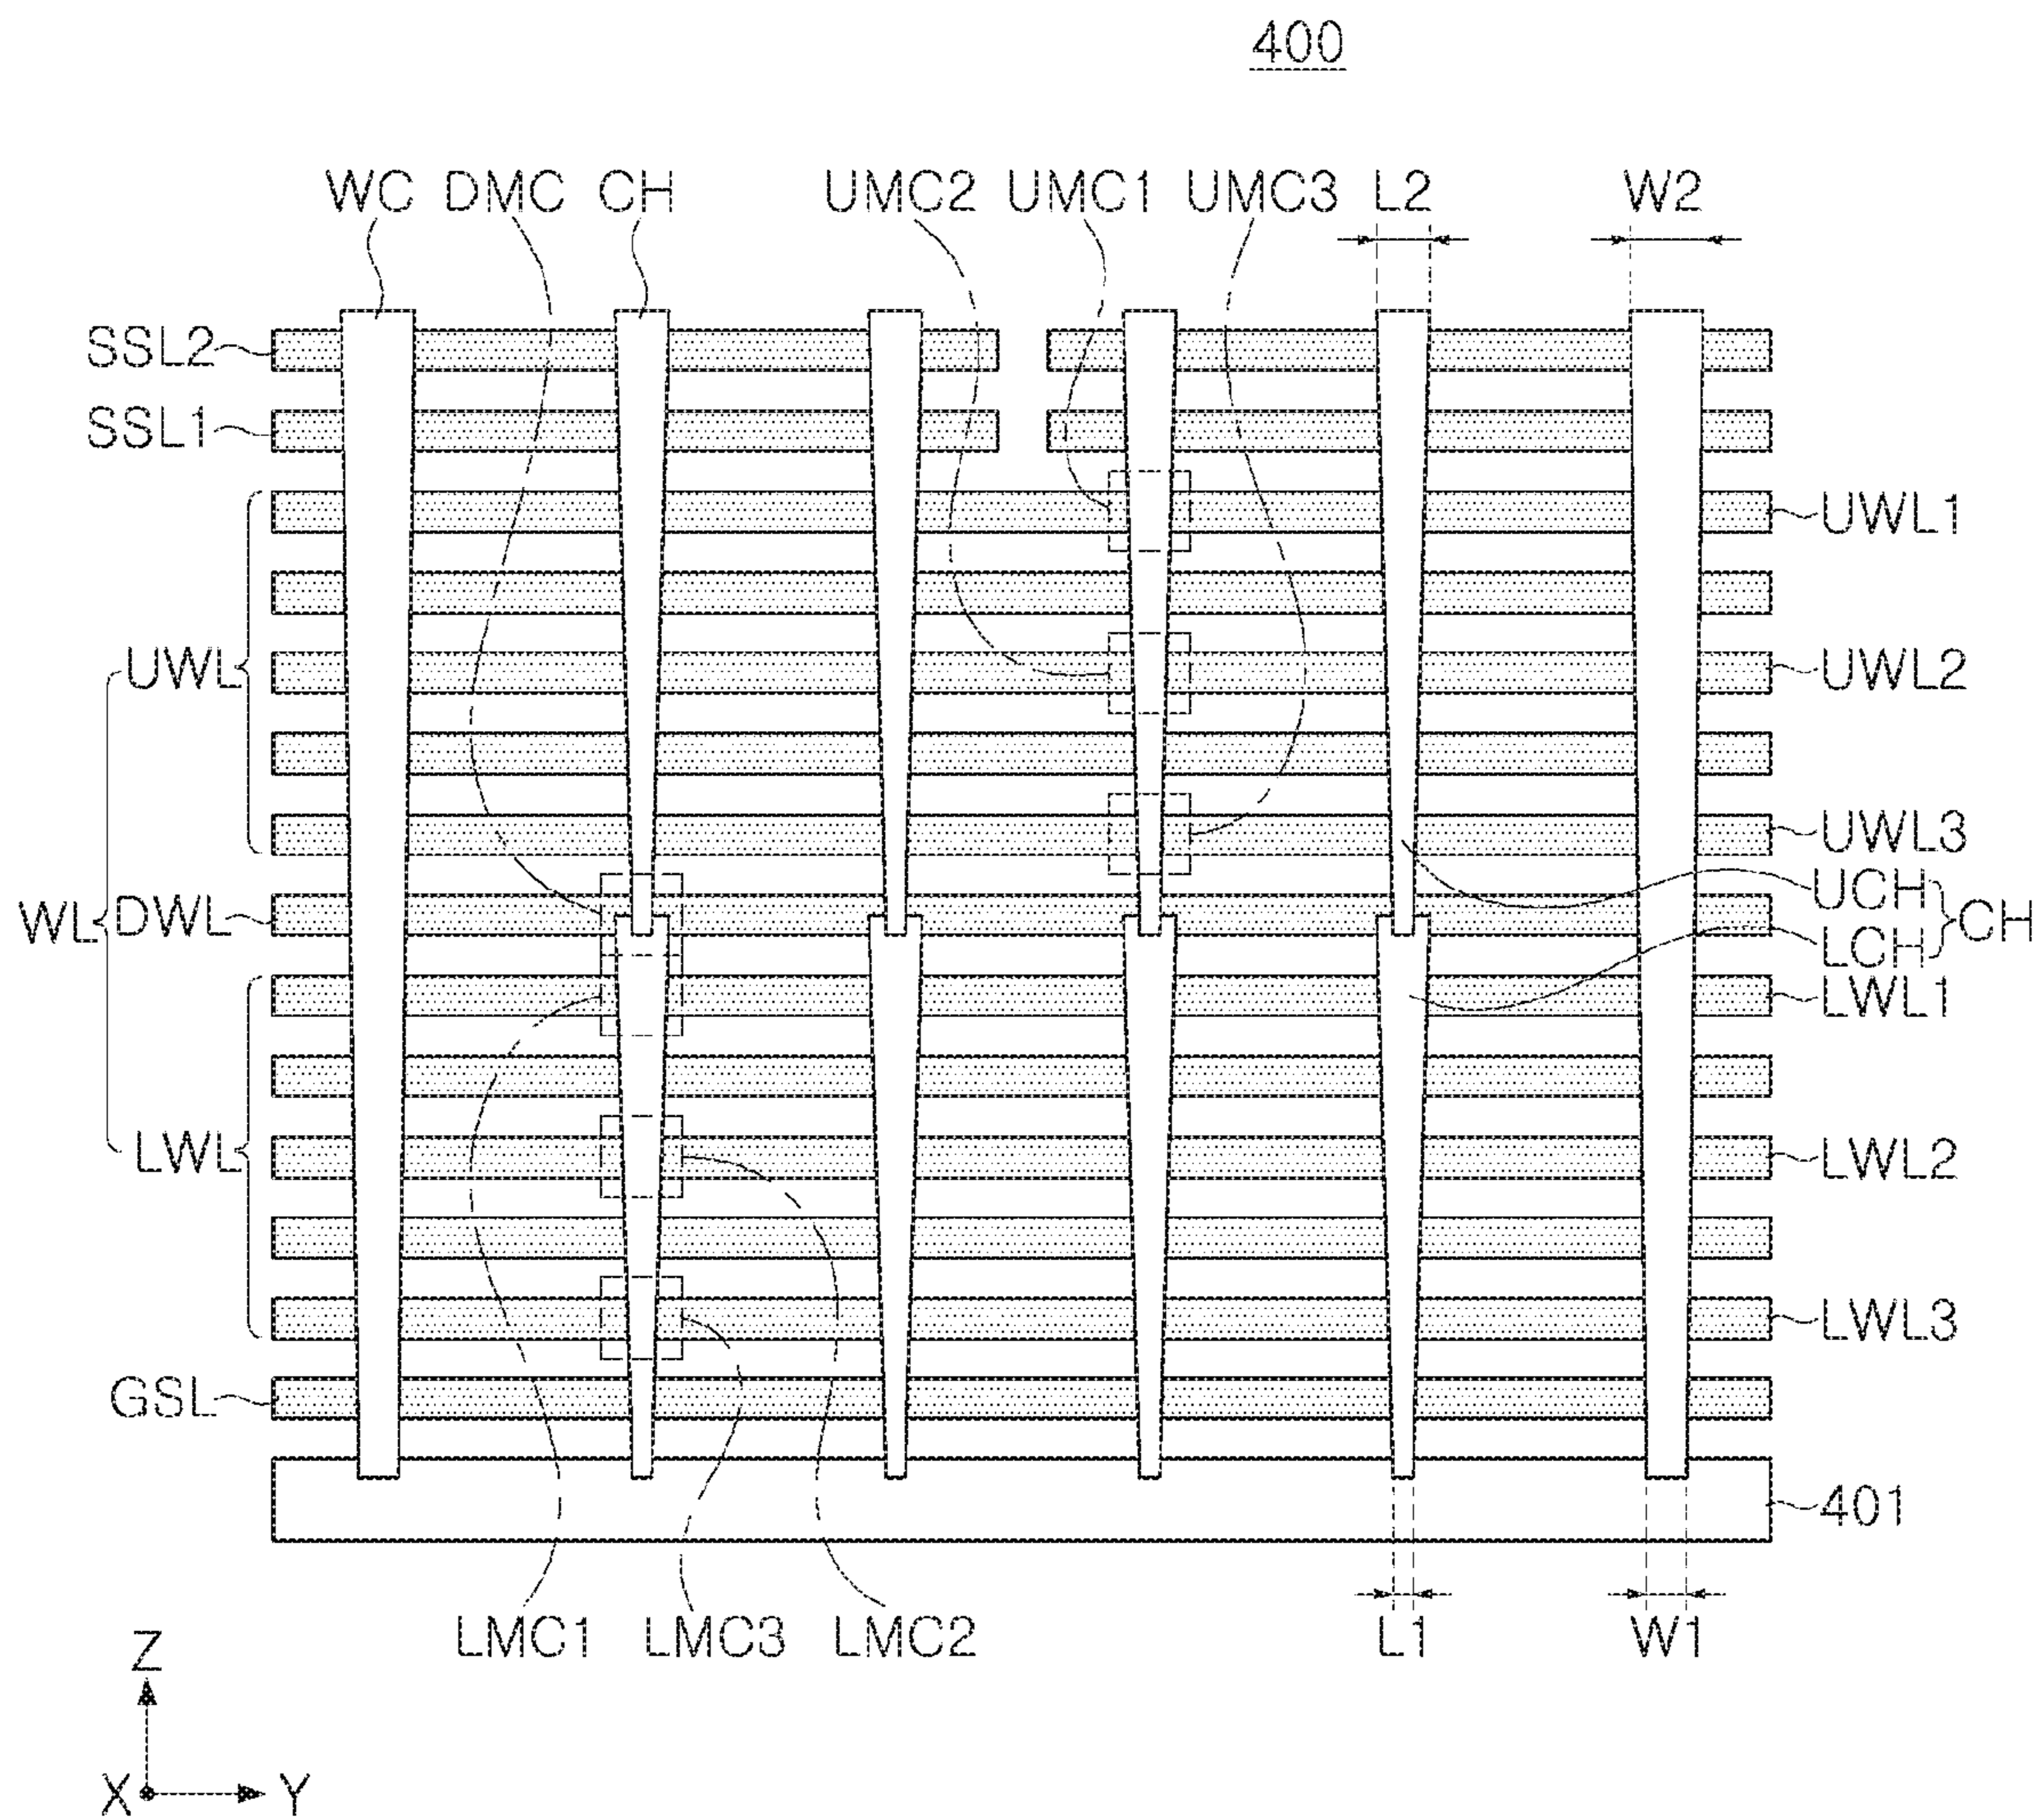 400
WC DMC CH UMC2 UMC1 UMC3 L2 W2
SSL2
SSL1
UWL1
UWL UWL2
UWL3
UCH
WL DWL CH
LCH
LWL1
LWL LWL2
LWL3
GSL
401
LMC1 LMC3 LMC2 L1 W1
Z
X Y